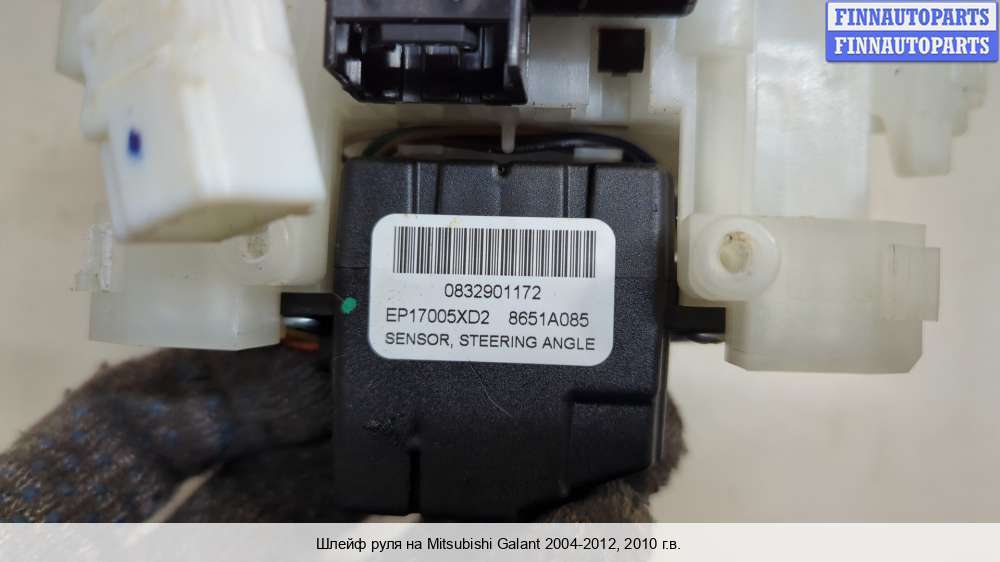 FINNAUTOPARTS
FINNAUTOPARTS
0832901172
EP17005XD2 8651A085
SENSOR, STEERING ANGLE
Шлейф руля на Mitsubishi Galant 2004-2012, 2010 г.в.